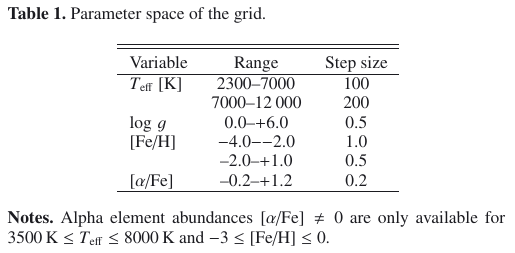 Table 1. Parameter space of the grid.
Variable Range Step size
T_eff [K] 2300–7000 100
7000–12 000 200
log g 0.0–+6.0 0.5
[Fe/H] −4.0–−2.0 1.0
−2.0–+1.0 0.5
[α/Fe] −0.2–+1.2 0.2
Notes. Alpha element abundances [α/Fe] ≠ 0 are only available for
3500 K ≤ T_eff ≤ 8000 K and −3 ≤ [Fe/H] ≤ 0.